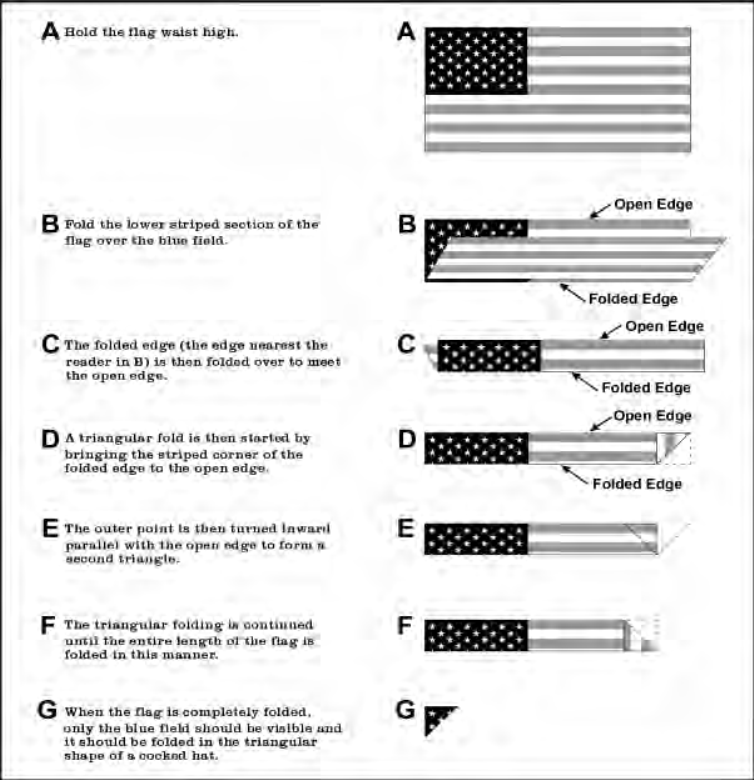 A Hold the flag waist high.
A
B Fold the lower striped section of the
flag over the blue field.
B
Open Edge
Folded Edge
C The folded edge (the edge nearest the
reader in B) is then folded over to meet
the open edge.
C
Open Edge
Folded Edge
D A triangular fold is then started by
bringing the striped corner of the
folded edge to the open edge.
D
Open Edge
Folded Edge
E The outer point is then turned inward
parallel with the open edge to form a
second triangle.
E
F The triangular folding is continued
until the entire length of the flag is
folded in this manner.
F
G When the flag is completely folded,
only the blue field should be visible and
it should be folded in the triangular
shape of a cocked hat.
G